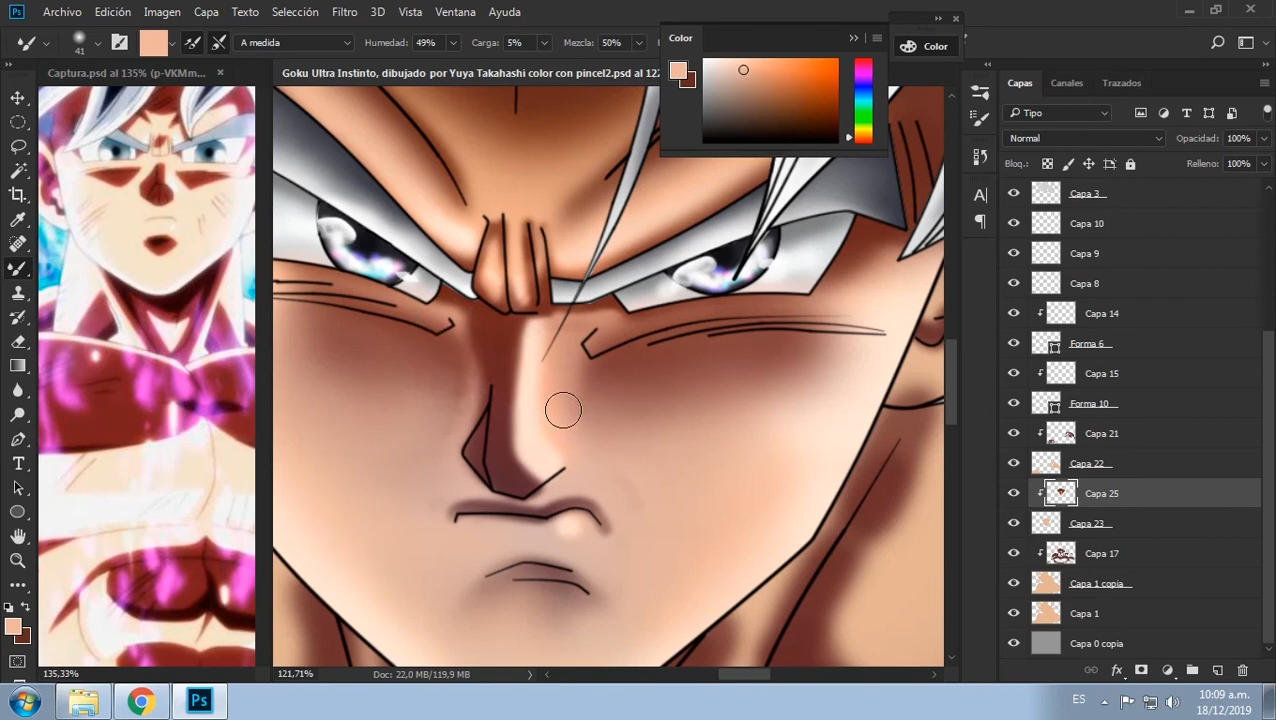 Ps Archivo Edición Imagen Capa Texto Selección Filtro 3D Vista Ventana Ayuda
41 A medida Humedad: 49% Carga: 5% Mezcla: 50%
Color
Color
Captura.psd al 135% (p-VKMm...
Goku Ultra Instinto, dibujado por Yuya Takahashi color con pincel2.psd al 122
Capas Canales Trazados
Tipo
Normal Opacidad: 100%
Bloq.: Relleno: 100%
Capa 3
Capa 10
Capa 9
Capa 8
Capa 14
Forma 6
Capa 15
Forma 10
Capa 21
Capa 22
Capa 25
Capa 23
Capa 17
Capa 1 copia
Capa 1
Capa 0 copia
135,33%
121,71% Doc: 22,0 MB/119,9 MB
fx
Ps
ES
10:09 a.m.
18/12/2019